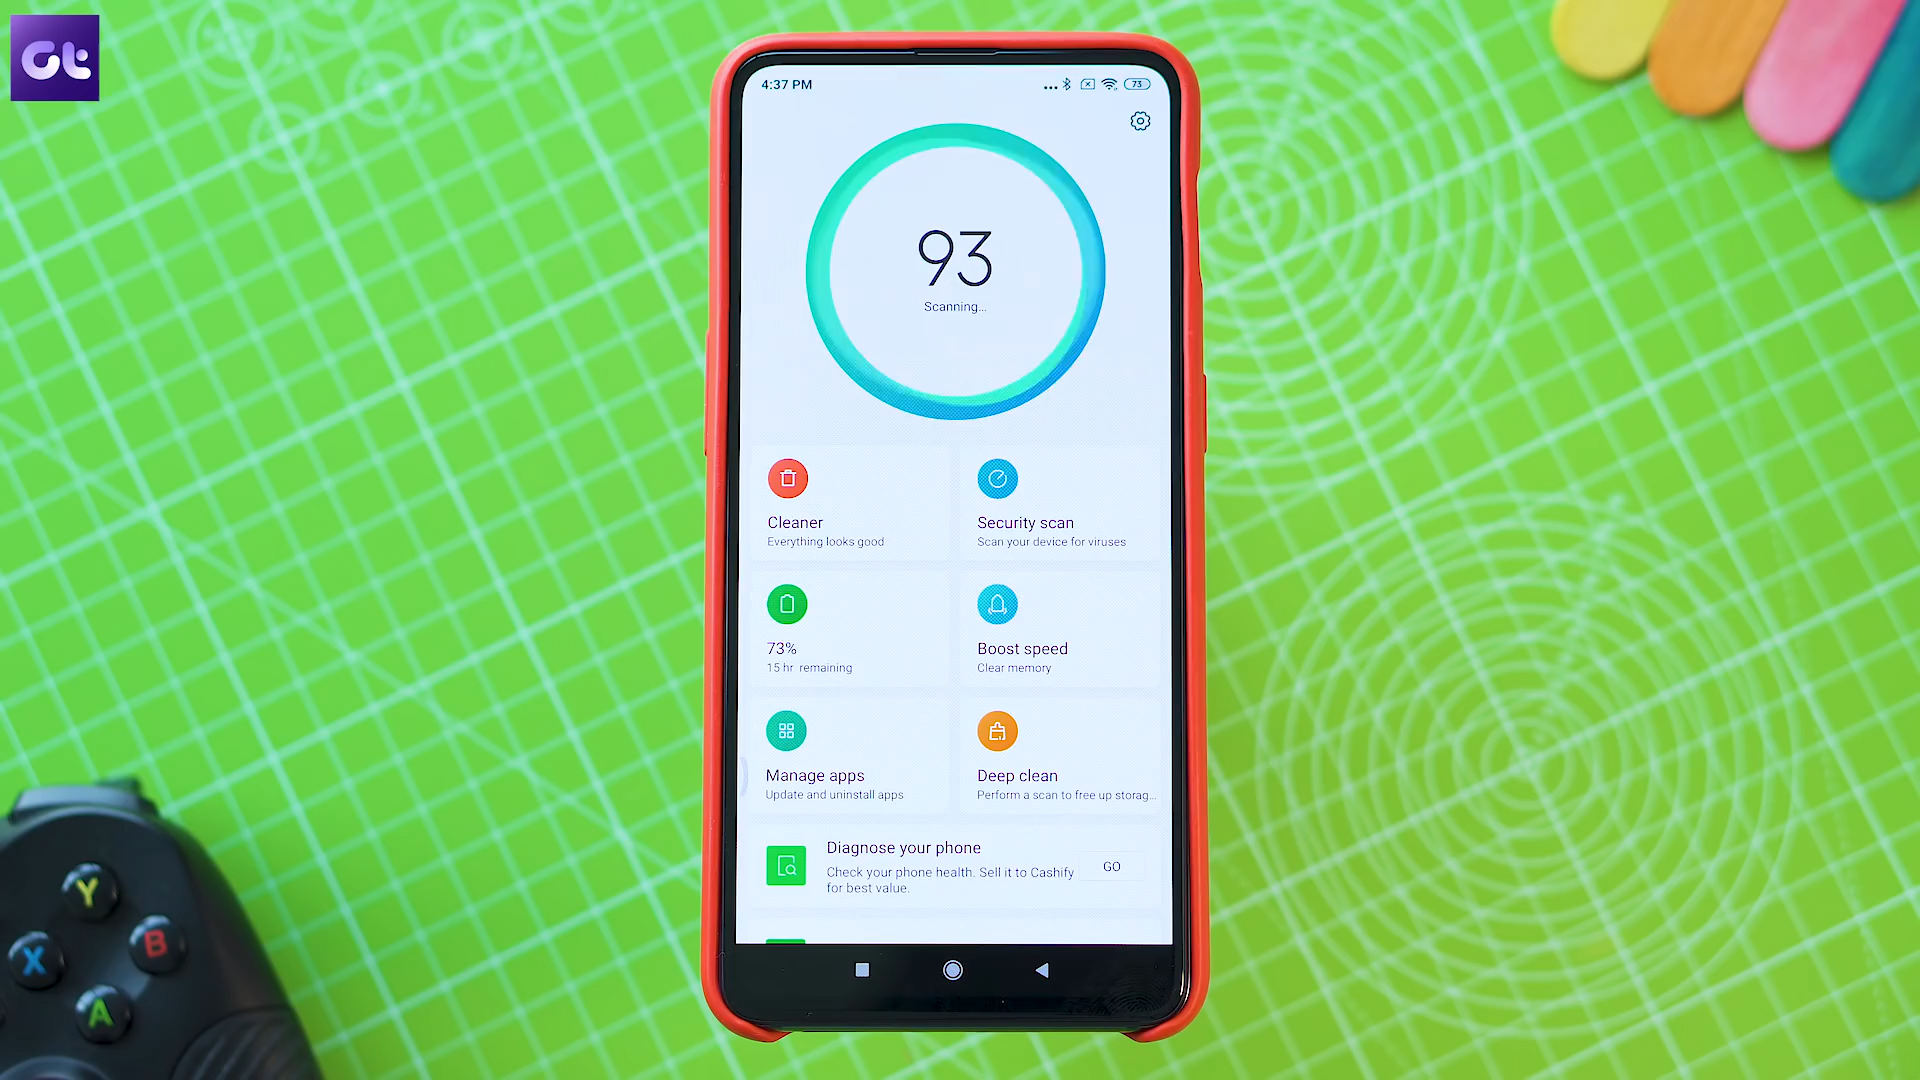 Gt
4:37 PM
73
93
Scanning...
Cleaner
Everything looks good
Security scan
Scan your device for viruses
73%
15 hr remaining
Boost speed
Clear memory
Manage apps
Update and uninstall apps
Deep clean
Perform a scan to free up storag...
Diagnose your phone
Check your phone health. Sell it to Cashify
for best value.
GO
Y
X
B
A